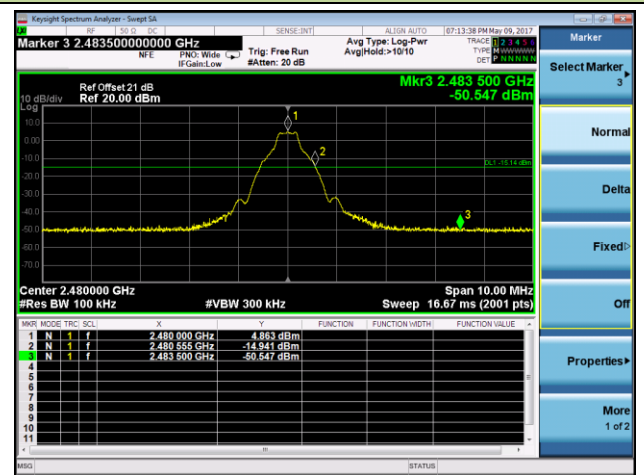 Keysight Spectrum Analyzer - Swept SA
RF 50 Ω DC SENSE:INT ALIGN AUTO 07:13:38 PM May 09, 2017
Marker 3 2.483500000000 GHz
NFE PNO: Wide IFGain:Low Trig: Free Run #Atten: 20 dB
Avg Type: Log-Pwr Avg|Hold:>10/10
TRACE 1 2 3 4 5 6
TYPE M WWWWW
DET P N N N N N
Ref Offset 21 dB
Ref 20.00 dBm
10 dB/div
Log
Mkr3 2.483 500 GHz
-50.547 dBm
10.0
0.00
-10.0
-20.0
-30.0
-40.0
-50.0
-60.0
-70.0
1
2
3
DL1 -15.14 dBm
Center 2.480000 GHz Span 10.00 MHz
#Res BW 100 kHz #VBW 300 kHz Sweep 16.67 ms (2001 pts)
MKR MODE TRC SCL X Y FUNCTION FUNCTION WIDTH FUNCTION VALUE
1 N 1 f 2.480 000 GHz 4.863 dBm
2 N 1 f 2.480 555 GHz -14.941 dBm
3 N 1 f 2.483 500 GHz -50.547 dBm
4
5
6
7
8
9
10
11
MSG STATUS
Marker
Select Marker
3
Normal
Delta
Fixed
Off
Properties
More
1 of 2